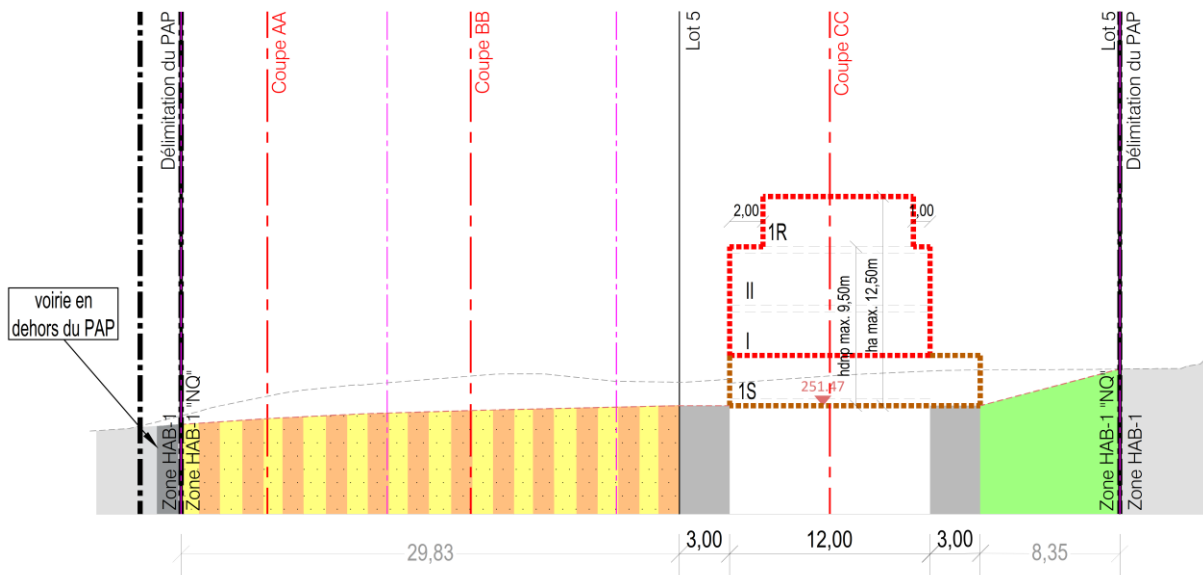 Délimitation du PAP
Coupe AA
Coupe BB
Lot 5
Coupe CC
Lot 5
Délimitation du PAP
2,00
1,00
1R
II
hdnp max. 9,50m
ha max. 12,50m
I
voirie en
dehors du PAP
1S
251.47
Zone HAB-1
Zone HAB-1 "NQ"
Zone HAB-1 "NQ"
Zone HAB-1
29,83
3,00
12,00
3,00
8,35